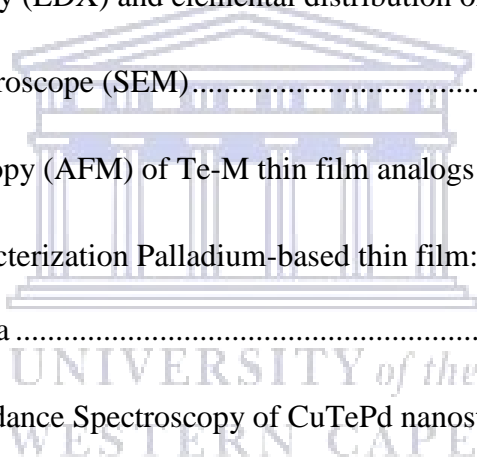 y (EDX) and elemental distribution o
roscope (SEM)...................................
opy (AFM) of Te-M thin film analogs
cterization Palladium-based thin film:
a ..................................................
UNIVERSITY of the
dance Spectroscopy of CuTePd nanos
WESTERN CAPE